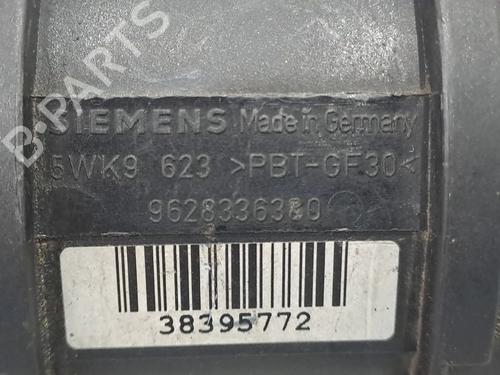 B-PARTS
SIEMENS Made in Germany
5WK9 623 >PBT-GF30<
9628336380
38395772